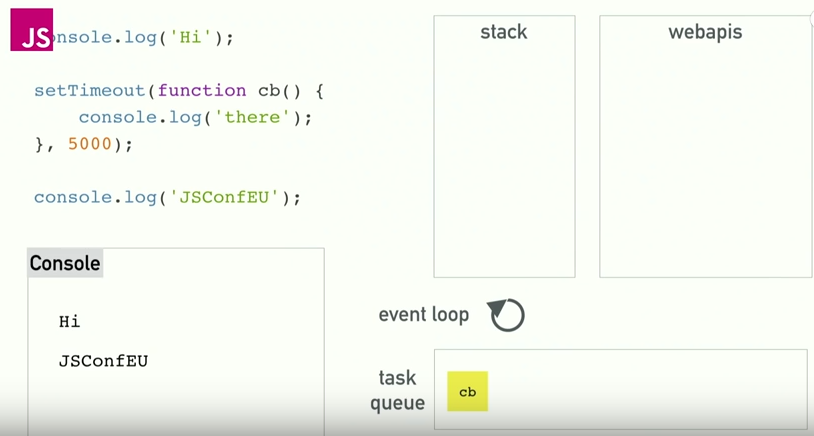 JS
nsole.log('Hi');
setTimeout(function cb() {
console.log('there');
}, 5000);
console.log('JSConfEU');
Console
Hi
JSConfEU
stack
webapis
event loop
task
queue
cb